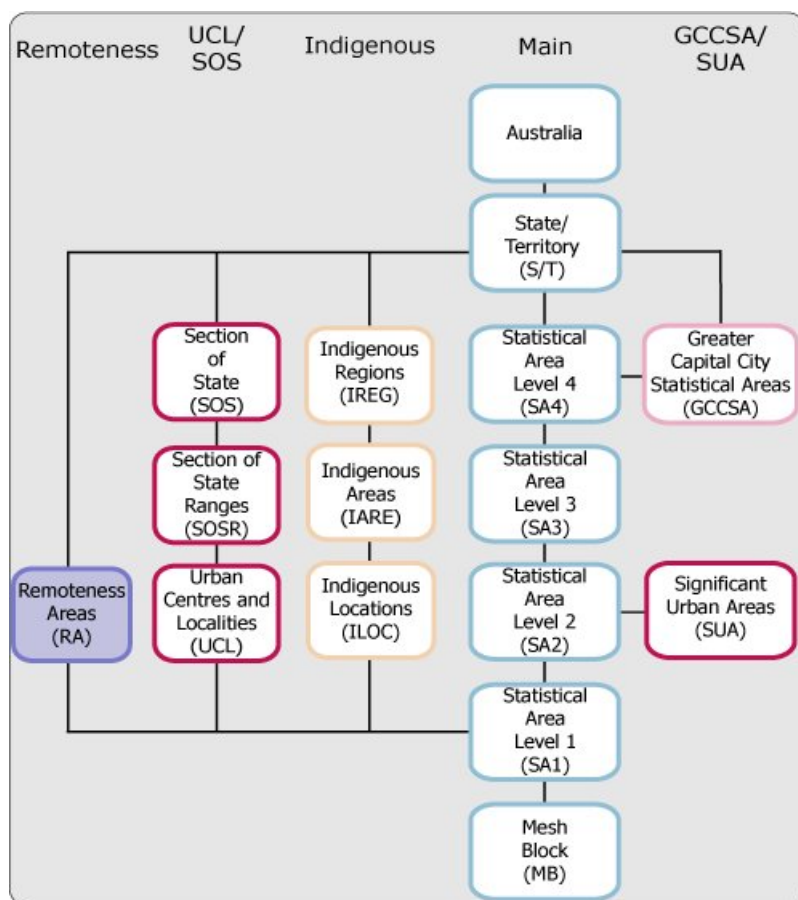 Remoteness
UCL/
SOS
Indigenous
Main
GCCSA/
SUA
Australia
State/
Territory
(S/T)
Section
of
State
(SOS)
Indigenous
Regions
(IREG)
Statistical
Area
Level 4
(SA4)
Greater
Capital City
Statistical Areas
(GCCSA)
Section of
State
Ranges
(SOSR)
Indigenous
Areas
(IARE)
Statistical
Area
Level 3
(SA3)
Remoteness
Areas
(RA)
Urban
Centres and
Localities
(UCL)
Indigenous
Locations
(ILOC)
Statistical
Area
Level 2
(SA2)
Significant
Urban Areas
(SUA)
Statistical
Area
Level 1
(SA1)
Mesh
Block
(MB)